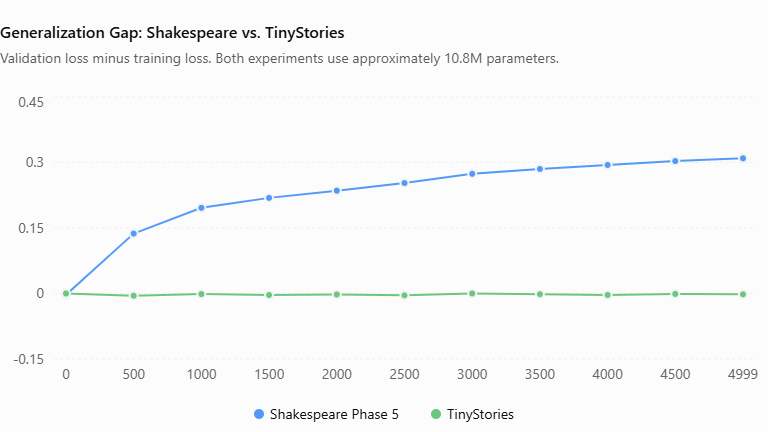 Generalization Gap: Shakespeare vs. TinyStories
Validation loss minus training loss. Both experiments use approximately 10.8M parameters.
0.45
0.3
0.15
0
-0.15
0 500 1000 1500 2000 2500 3000 3500 4000 4500 4999
Shakespeare Phase 5 TinyStories